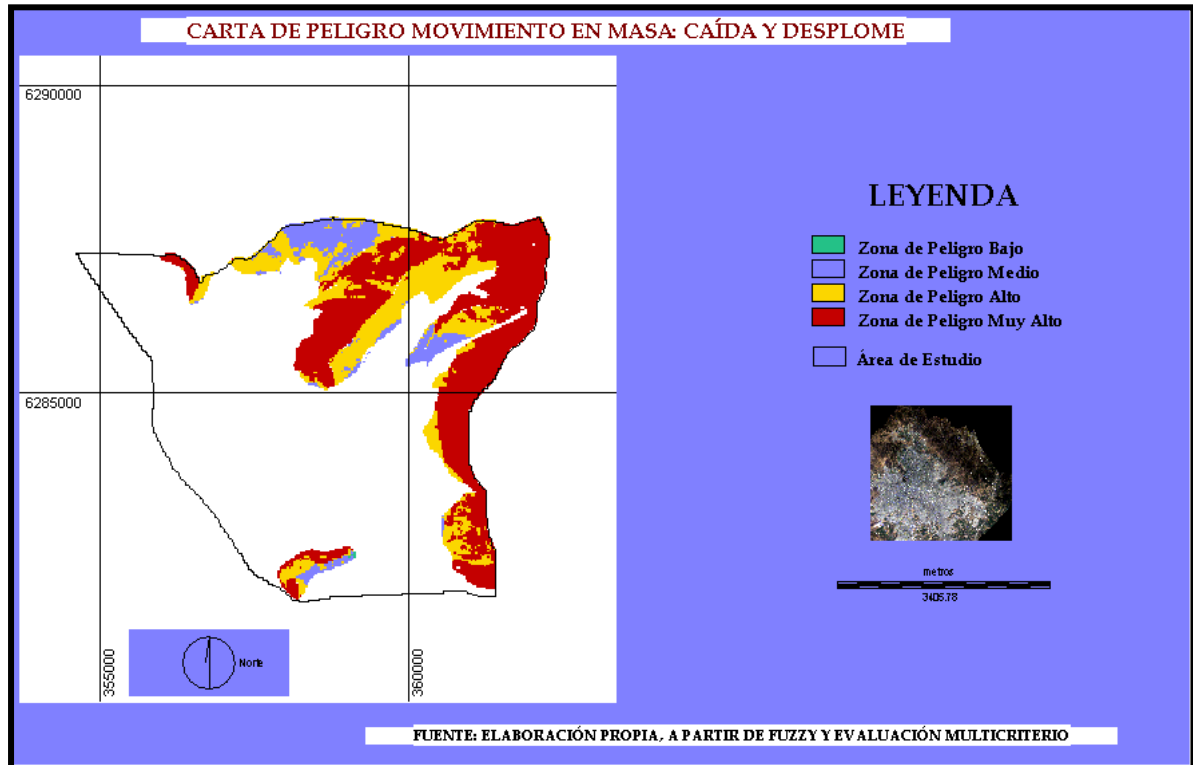 CARTA DE PELIGRO MOVIMIENTO EN MASA: CAÍDA Y DESPLOME
6290000
6285000
355000
360000
Norte
LEYENDA
Zona de Peligro Bajo
Zona de Peligro Medio
Zona de Peligro Alto
Zona de Peligro Muy Alto
Área de Estudio
metros
3405.78
FUENTE: ELABORACIÓN PROPIA, A PARTIR DE FUZZY Y EVALUACIÓN MULTICRITERIO